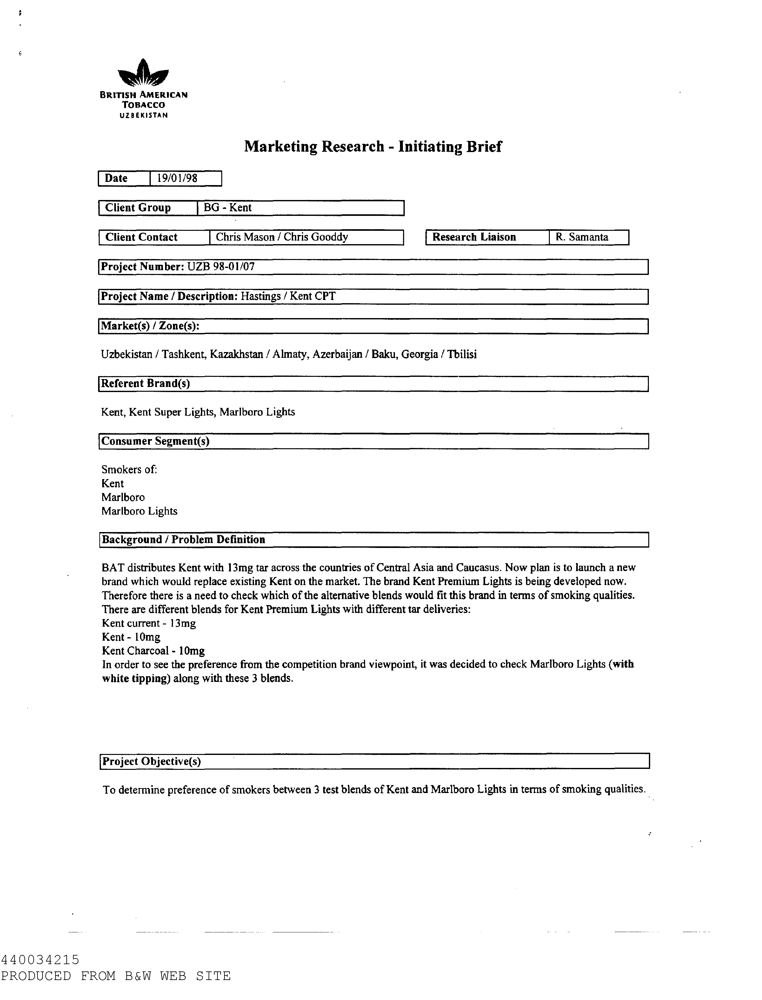 BRITISH AMERICAN
TOBACCO
UZBEKISTAN
Marketing Research - Initiating Brief
Date 19/01/98
Client Group BG - Kent
Client Contact Chris Mason / Chris Gooddy Research Liaison R. Samanta
Project Number: UZB 98-01/07
Project Name / Description: Hastings / Kent CPT
Market(s) / Zone(s):
Uzbekistan / Tashkent, Kazakhstan / Almaty, Azerbaijan / Baku, Georgia / Tbilisi
Referent Brand(s)
Kent, Kent Super Lights, Marlboro Lights
Consumer Segment(s)
Smokers of:
Kent
Marlboro
Marlboro Lights
Background / Problem Definition
BAT distributes Kent with 13mg tar across the countries of Central Asia and Caucasus. Now plan is to launch a new
brand which would replace existing Kent on the market. The brand Kent Premium Lights is being developed now.
Therefore there is a need to check which of the alternative blends would fit this brand in terms of smoking qualities.
There are different blends for Kent Premium Lights with different tar deliveries:
Kent current - 13mg
Kent - 10mg
Kent Charcoal - 10mg
In order to see the preference from the competition brand viewpoint, it was decided to check Marlboro Lights (with
white tipping) along with these 3 blends.
Project Objective(s)
To determine preference of smokers between 3 test blends of Kent and Marlboro Lights in terms of smoking qualities.
440034215
PRODUCED FROM B&W WEB SITE